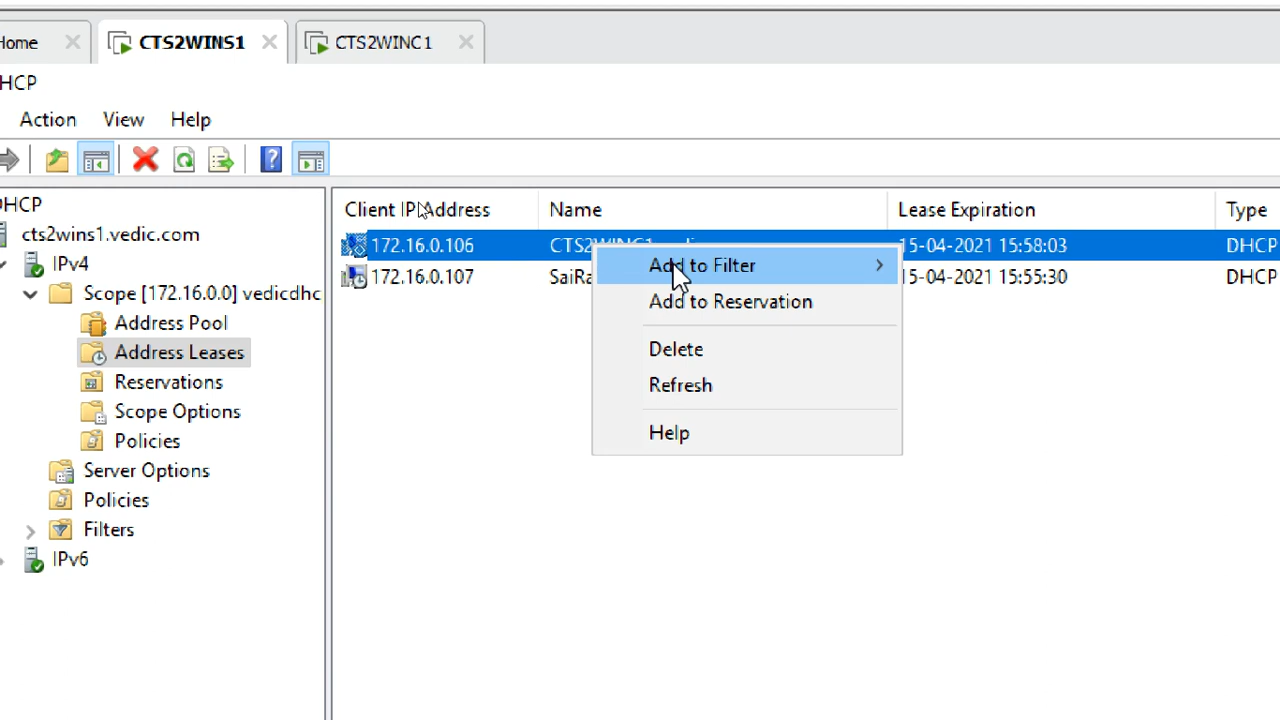 Home
CTS2WINS1
CTS2WINC1
DHCP
Action View Help
DHCP
cts2wins1.vedic.com
IPv4
Scope [172.16.0.0] vedicdhc
Address Pool
Address Leases
Reservations
Scope Options
Policies
Server Options
Policies
Filters
IPv6
Client IP Address Name Lease Expiration Type
172.16.0.106 15-04-2021 15:58:03 DHCP
172.16.0.107 SaiRa 15-04-2021 15:55:30 DHCP
Add to Filter
Add to Reservation
Delete
Refresh
Help